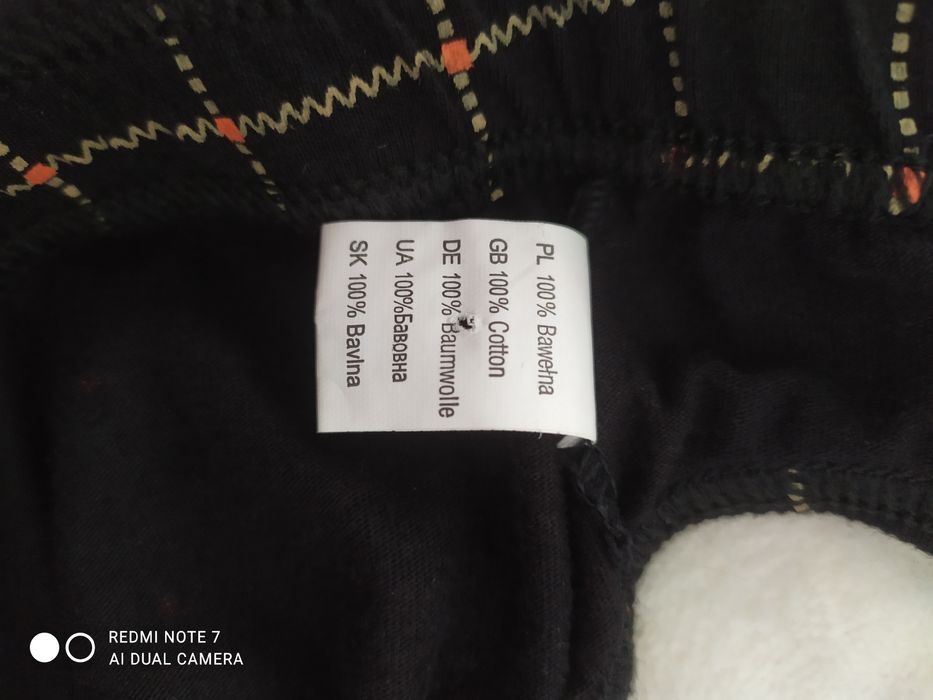 PL 100% Bawełna
GB 100% Cotton
DE 100% Baumwolle
UA 100%Бавовна
SK 100% Bavlna
REDMI NOTE 7
AI DUAL CAMERA